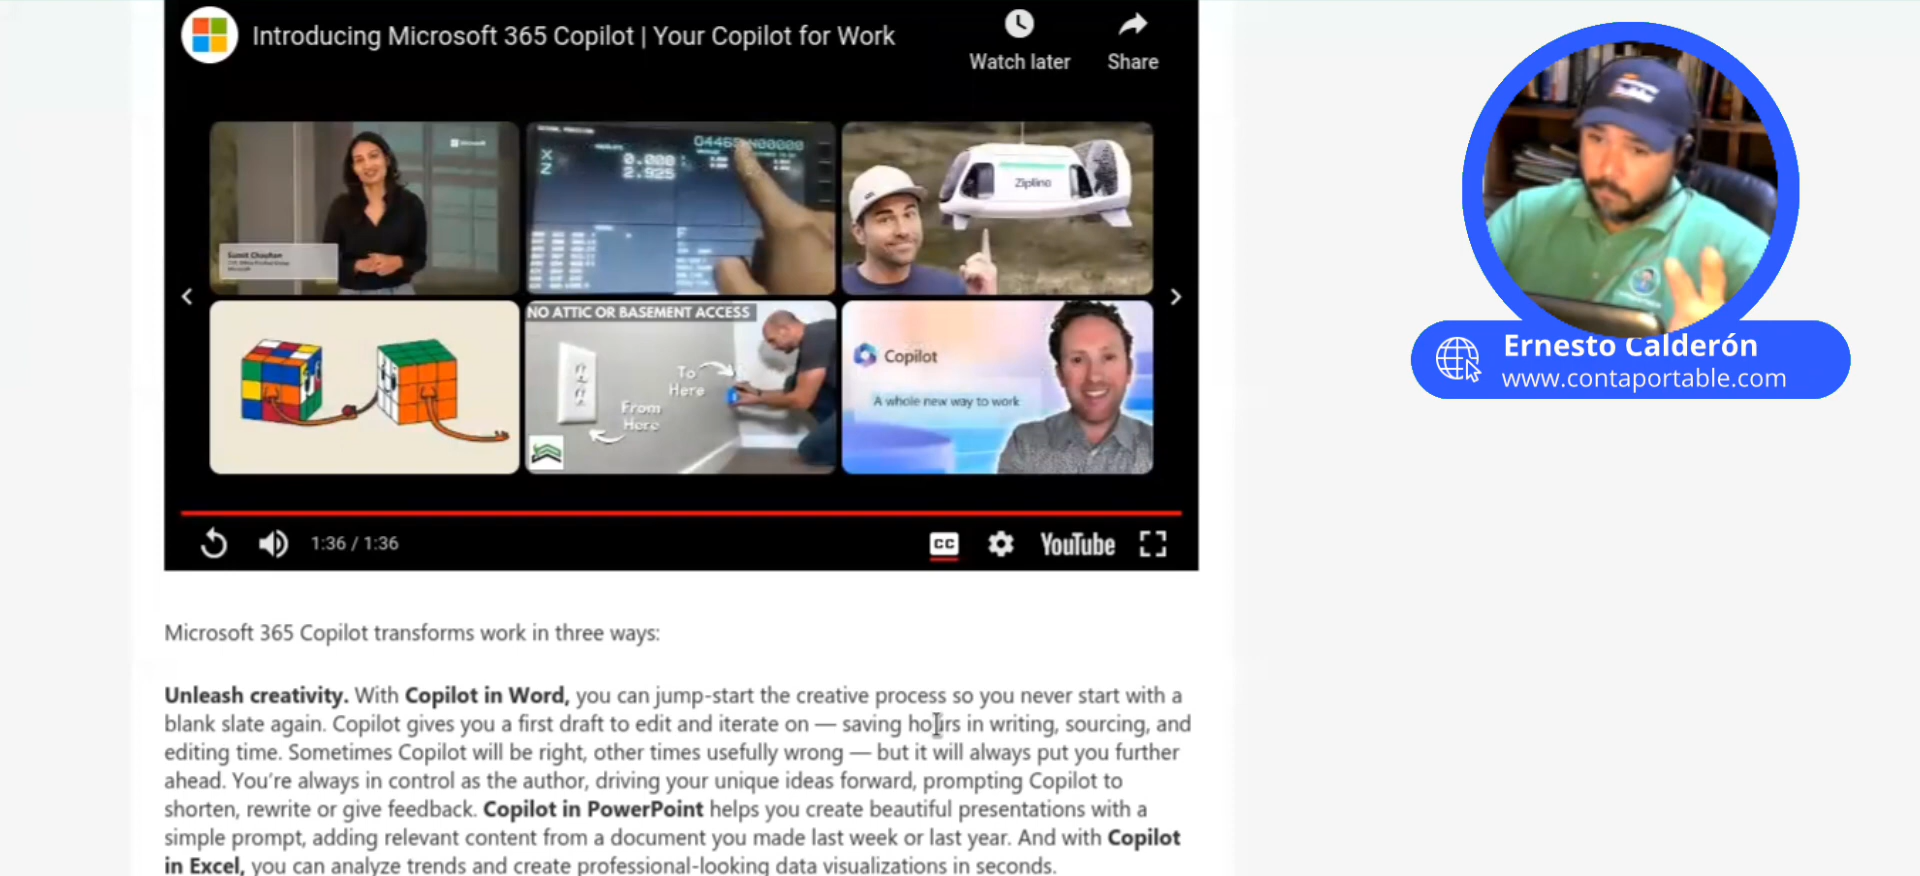 Introducing Microsoft 365 Copilot | Your Copilot for Work
Watch later
Share
Microsoft
Sumit Chauhan
Microsoft
X 0.000
Z 2.925
Zipline
NO ATTIC OR BASEMENT ACCESS
To
Here
From
Here
Copilot
A whole new way to work
1:36 / 1:36
CC
YouTube
Ernesto Calderón
www.contaportable.com
Microsoft 365 Copilot transforms work in three ways:
Unleash creativity. With Copilot in Word, you can jump-start the creative process so you never start with a
blank slate again. Copilot gives you a first draft to edit and iterate on — saving hours in writing, sourcing, and
editing time. Sometimes Copilot will be right, other times usefully wrong — but it will always put you further
ahead. You’re always in control as the author, driving your unique ideas forward, prompting Copilot to
shorten, rewrite or give feedback. Copilot in PowerPoint helps you create beautiful presentations with a
simple prompt, adding relevant content from a document you made last week or last year. And with Copilot
in Excel, you can analyze trends and create professional-looking data visualizations in seconds.